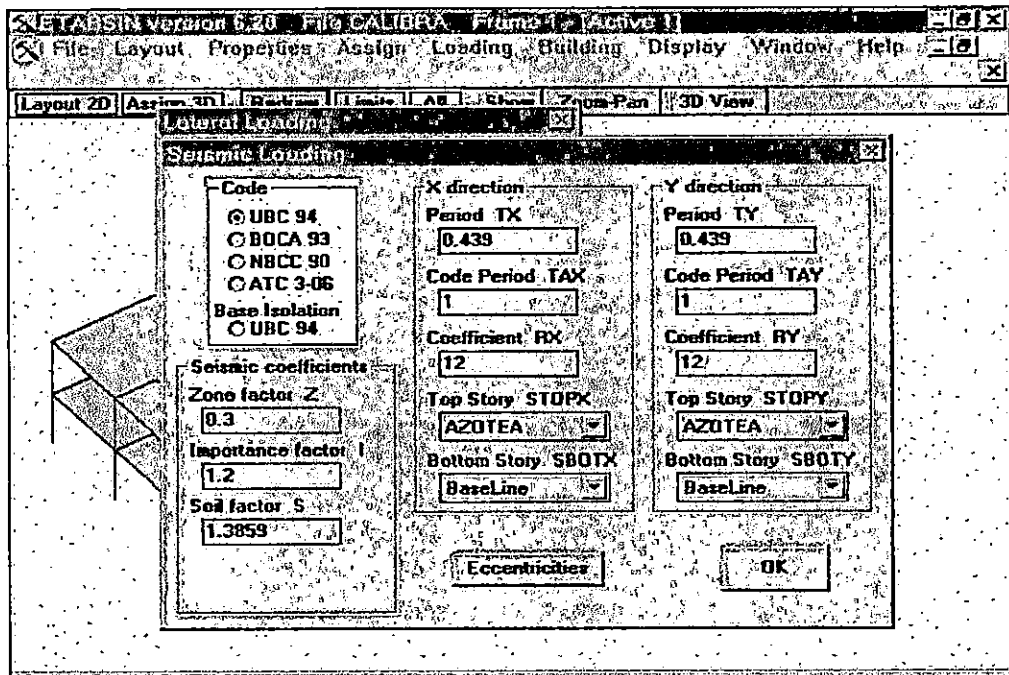 ETABSIN version 6.20 File CALIBRA. Frame 1 - [Active 1]
File Layout Properties Assign Loading Building Display Window Help
Layout 2D Assign 3D Redraw Limits All Show Zoom-Pan 3D View
Lateral Loading
Seismic Loading
Code
UBC 94
BOCA 93
NBCC 90
ATC 3-06
Base Isolation
UBC 94
Seismic coefficients
Zone factor Z
0.3
Importance factor I
1.2
Soil factor S
1.3859
X direction
Period TX
0.439
Code Period TAX
1
Coefficient RX
12
Top Story STOPX
AZOTEA
Bottom Story SBOTX
BaseLine
Y direction
Period TY
0.439
Code Period TAY
1
Coefficient RY
12
Top Story STOPY
AZOTEA
Bottom Story SBOTY
BaseLine
Eccentricities
OK